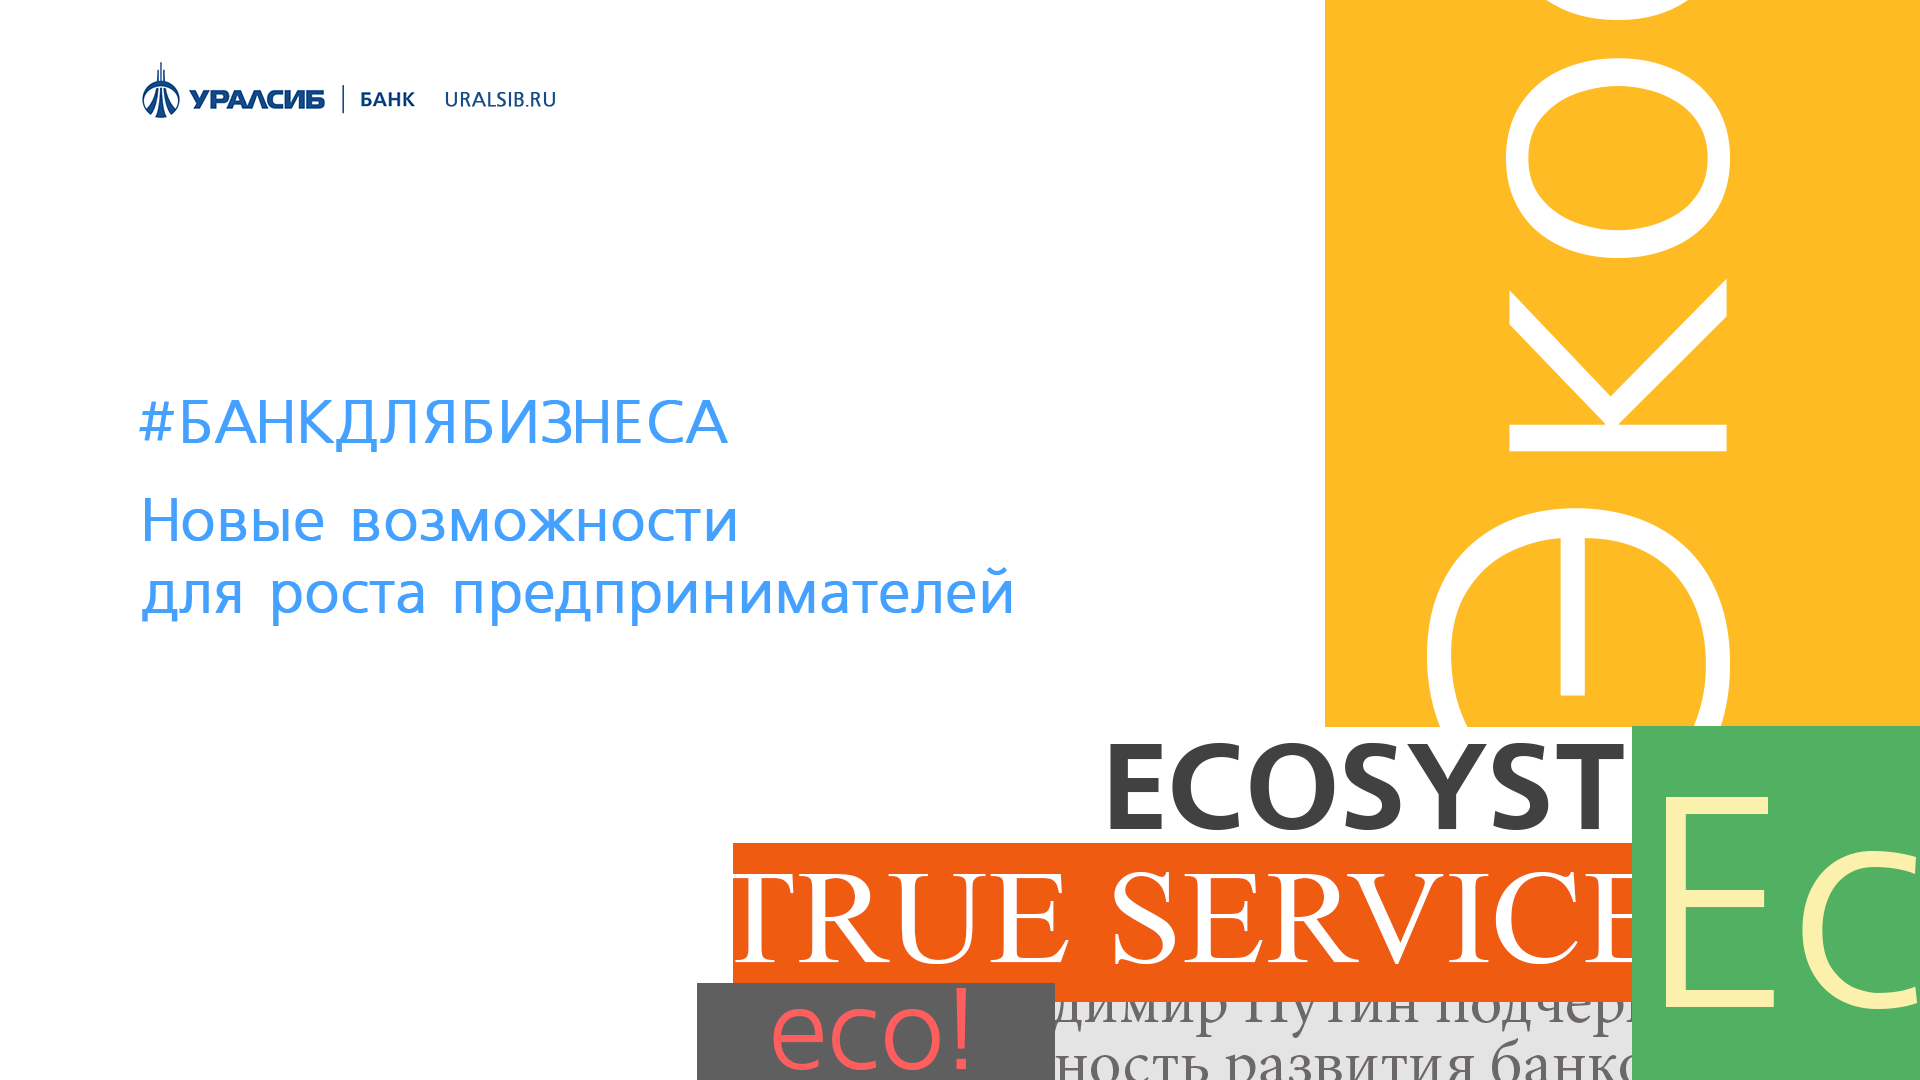 УРАЛСИБ | БАНК URALSIB.RU
#БАНКДЛЯБИЗНЕСА
Новые возможности
для роста предпринимателей
эко
ECOSYST
TRUE SERVICE
Ec
eco!
димир Путин подчер
ность развития банко